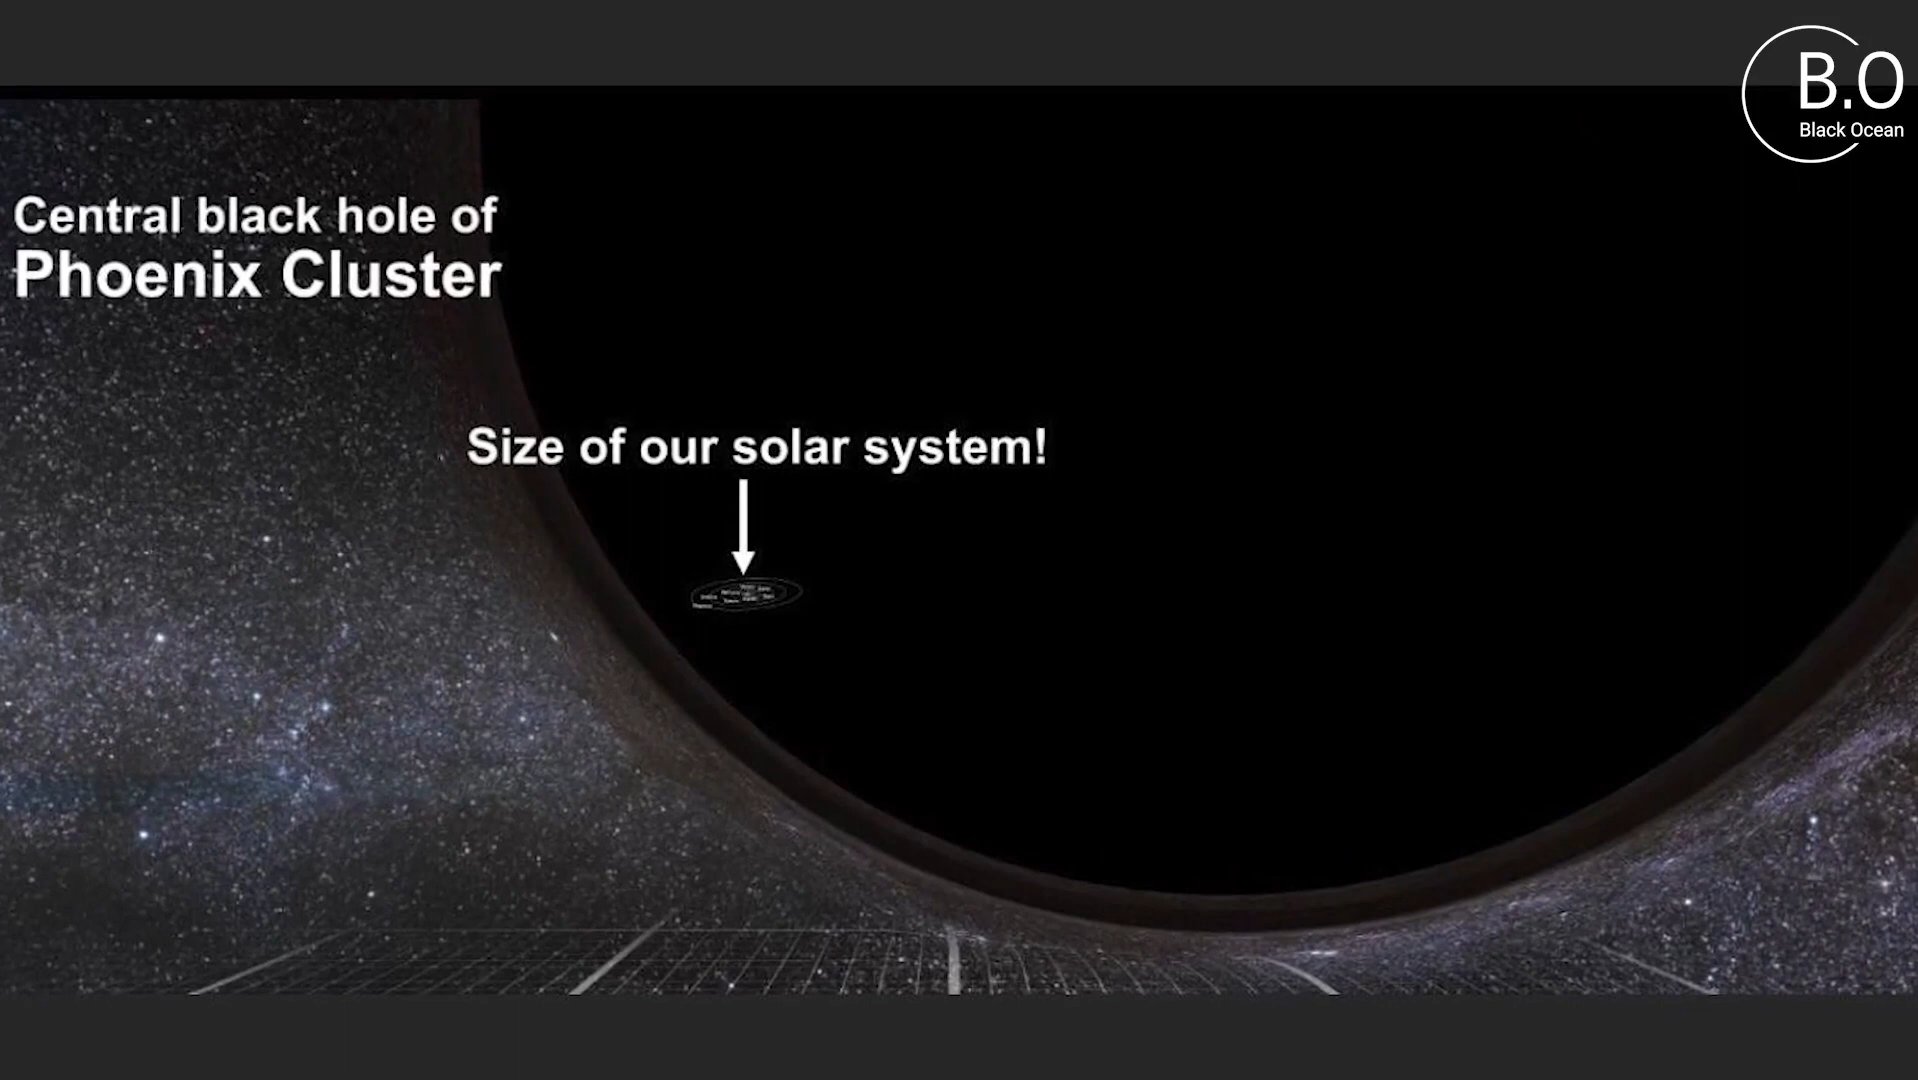 B.O
Black Ocean
Central black hole of
Phoenix Cluster
Size of our solar system!